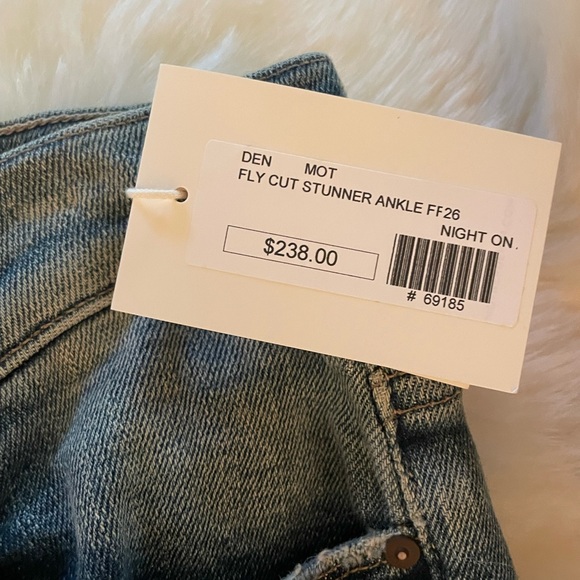 DEN MOT
FLY CUT STUNNER ANKLE FF26
NIGHT ON.
$238.00
# 69185